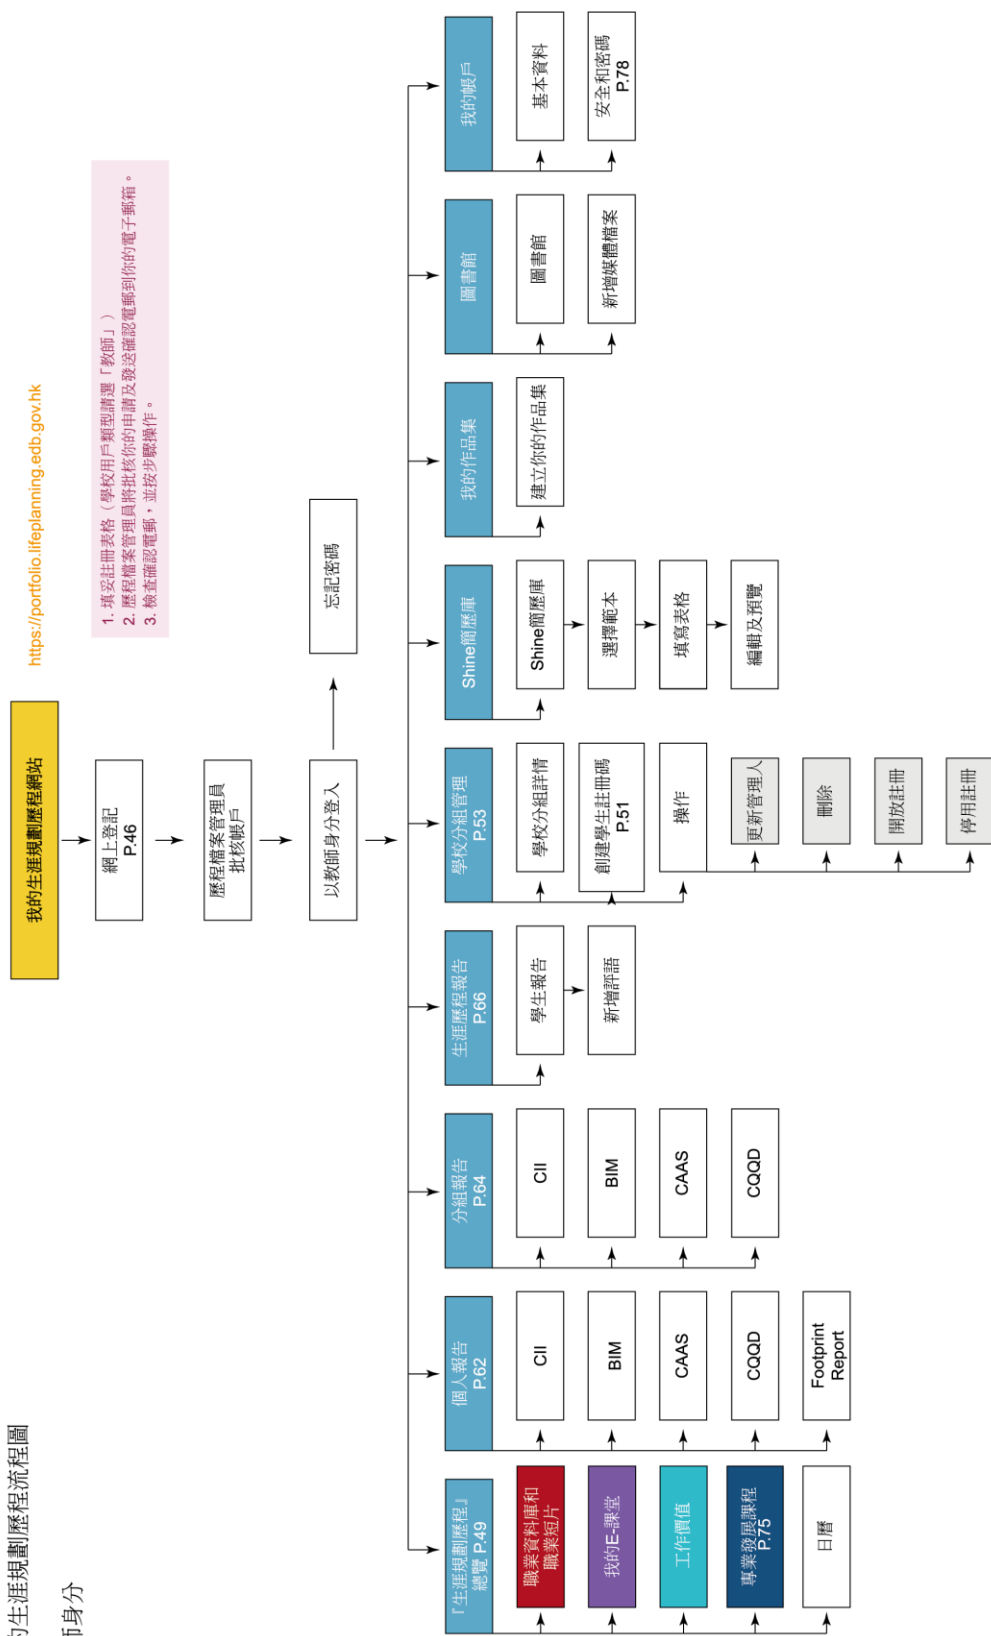 的生涯規劃歷程流程圖
師身分
我的生涯規劃歷程網站
https://portfolio.lifeplanning.edb.gov.hk
網上登記
P.46
1. 填妥註冊表格（學校用戶類型請選「教師」）
2. 歷程檔案管理員將批核你的申請及發送確認電郵到你的電子郵箱。
3. 檢查確認電郵，並按步驟操作。
歷程檔案管理員
批核帳戶
以教師身分登入
忘記密碼
『生涯規劃歷程』
總覽 P.49
職業資料庫和
職業短片
我的E-課堂
工作價值
專業發展課程
P.75
日曆
個人報告
P.62
CII
BIM
CAAS
CQQD
Footprint
Report
分組報告
P.64
CII
BIM
CAAS
CQQD
生涯歷程報告
P.66
學生報告
新增評語
學校分組管理
P.53
學校分組詳情
創建學生註冊碼
P.51
操作
更新管理人
刪除
開放註冊
停用註冊
Shine簡歷庫
Shine簡歷庫
選擇範本
填寫表格
編輯及預覽
我的作品集
建立你的作品集
圖書館
圖書館
新增媒體檔案
我的帳戶
基本資料
安全和密碼
P.78